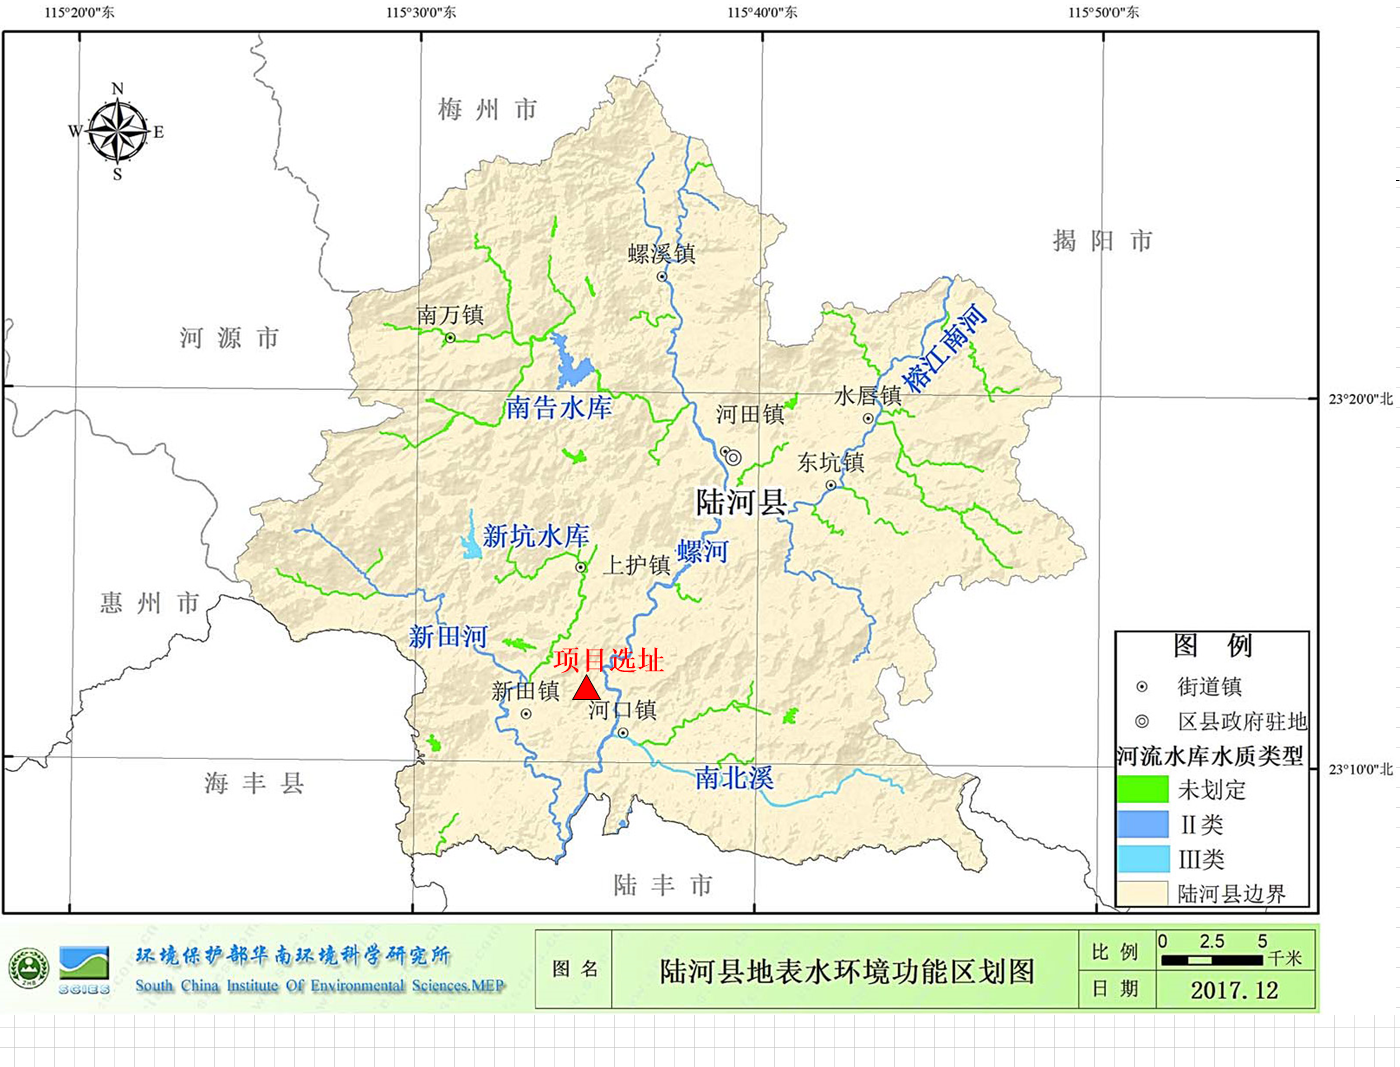 115°20'0"东
115°30'0"东
115°40'0"东
115°50'0"东
N
W
E
S
梅州市
揭阳市
螺溪镇
南万镇
河源市
榕江南河
水唇镇
23°20'0"北
南告水库
河田镇
东坑镇
陆河县
新坑水库
螺河
上护镇
惠州市
新田河
项目选址
新田镇
河口镇
南北溪
海丰县
陆丰市
23°10'0"北
图 例
街道镇
区县政府驻地
河流水库水质类型
未划定
II类
III类
陆河县边界
环境保护部华南环境科学研究所
South China Institute Of Environmental Sciences.MEP
SCIES
图 名
陆河县地表水环境功能区划图
比 例
0 2.5 5
千米
日 期
2017.12